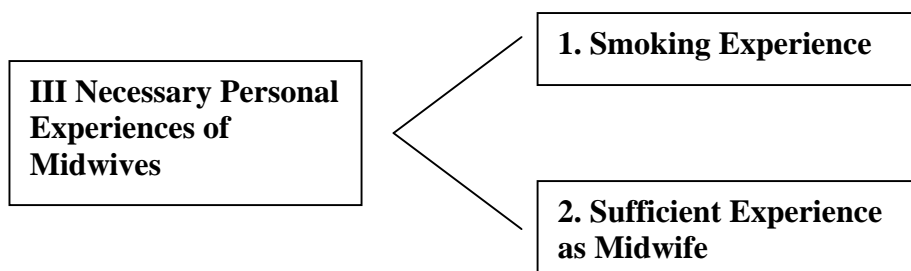 III Necessary Personal
Experiences of
Midwives
1. Smoking Experience
2. Sufficient Experience
as Midwife